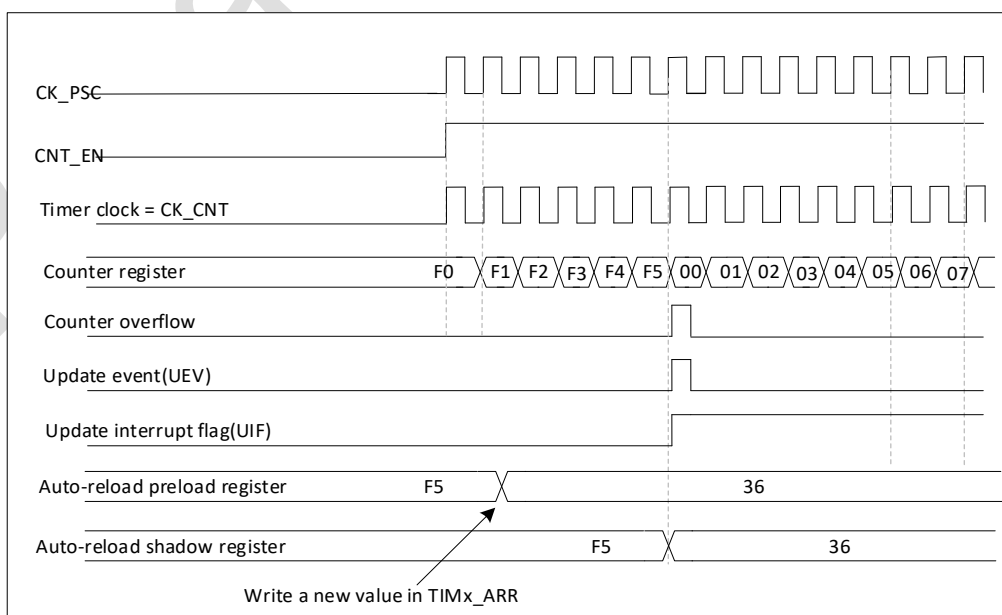 CK_PSC
CNT_EN
Timer clock = CK_CNT
Counter register F0 F1 F2 F3 F4 F5 00 01 02 03 04 05 06 07
Counter overflow
Update event(UEV)
Update interrupt flag(UIF)
Auto-reload preload register F5 36
Auto-reload shadow register F5 36
Write a new value in TIMx_ARR